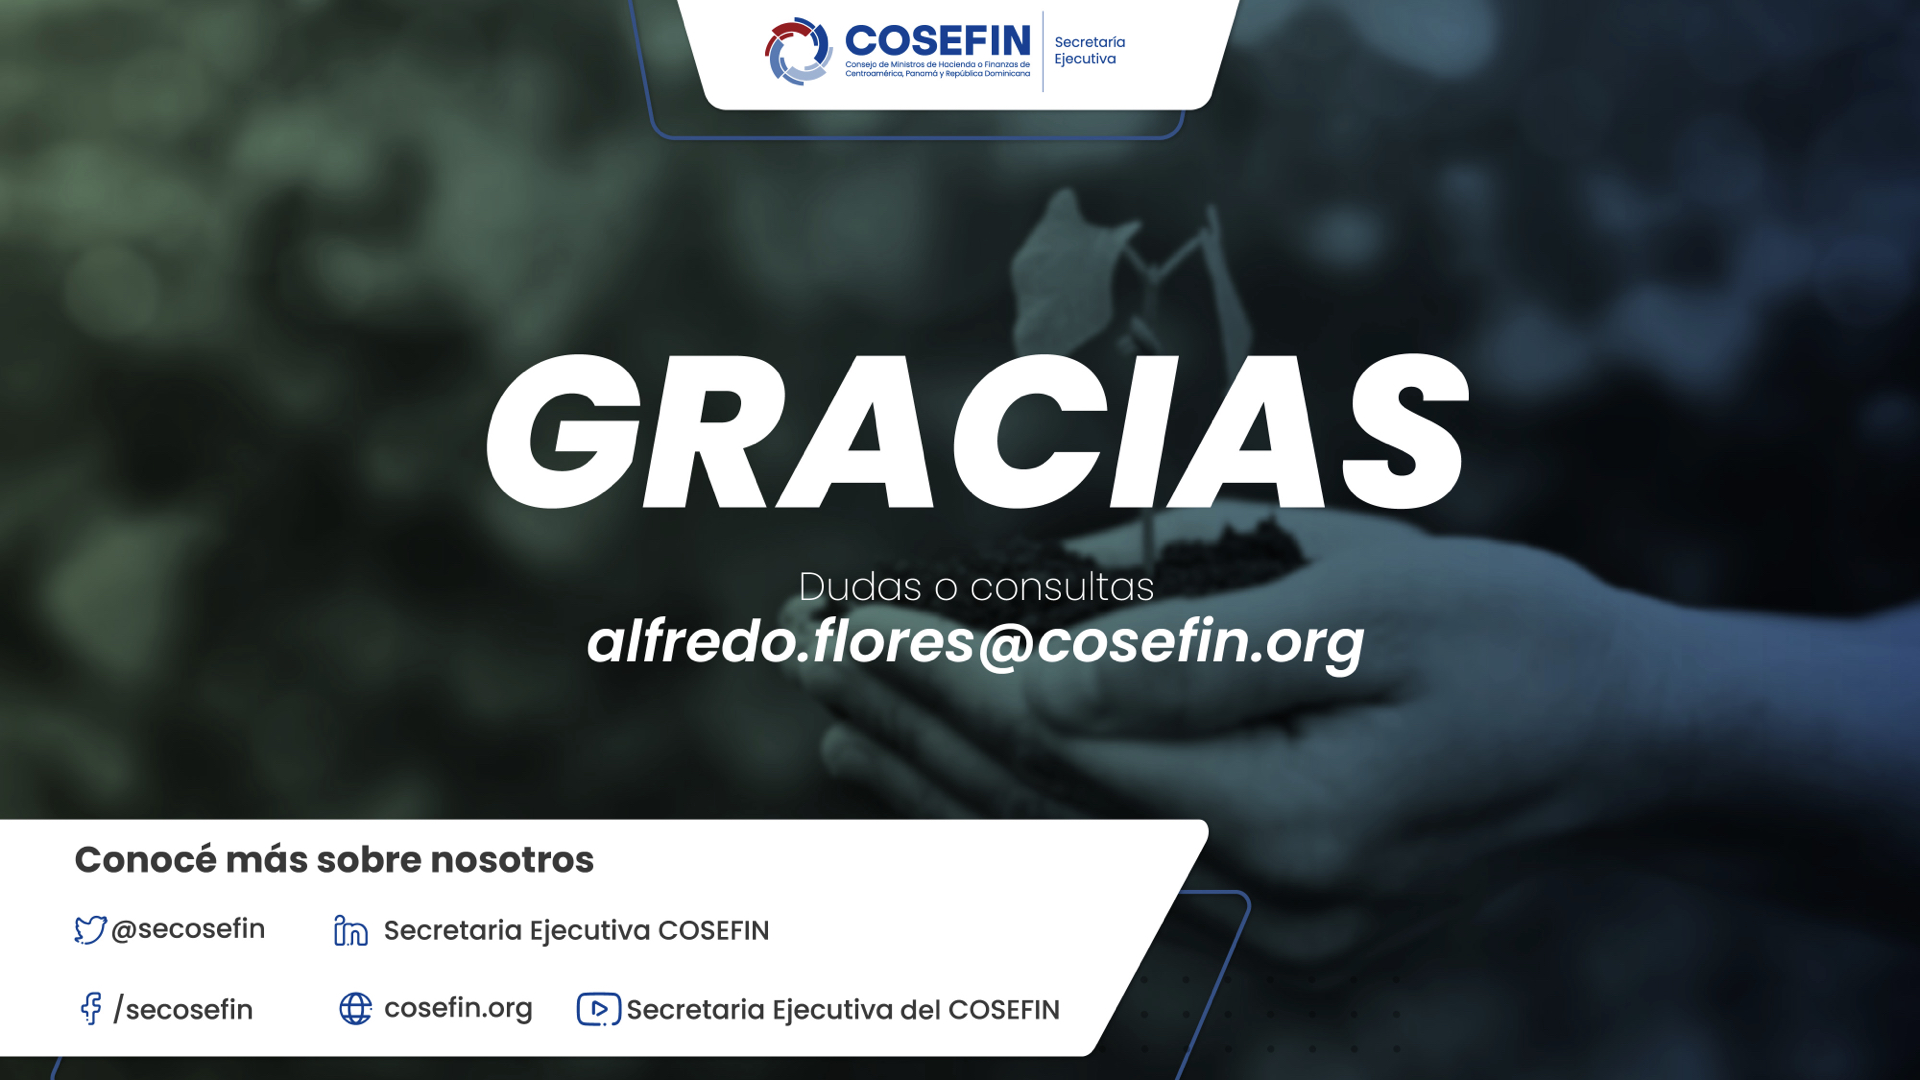 COSEFIN
Consejo de Ministros de Hacienda o Finanzas de
Centroamérica, Panamá y República Dominicana
Secretaría
Ejecutiva
GRACIAS
Dudas o consultas
alfredo.flores@cosefin.org
Conocé más sobre nosotros
@secosefin
Secretaria Ejecutiva COSEFIN
/secosefin
cosefin.org
Secretaria Ejecutiva del COSEFIN